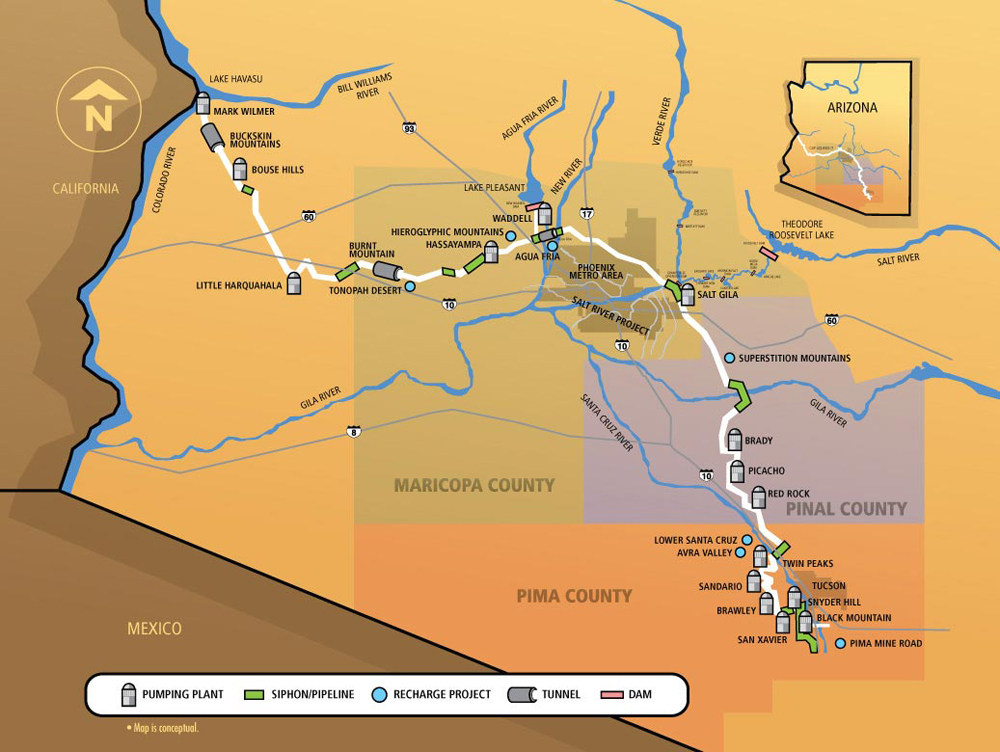 LAKE HAVASU
BILL WILLIAMS
RIVER
MARK WILMER
BUCKSKIN
MOUNTAINS
BOUSE HILLS
N
CALIFORNIA
COLORADO RIVER
93
60
AGUA FRIA RIVER
VERDE RIVER
NEW RIVER
LAKE PLEASANT
17
WADDELL
HIEROGLYPHIC MOUNTAINS
HASSAYAMPA
AGUA FRIA
ARIZONA
THEODORE
ROOSEVELT LAKE
SALT RIVER
BURNT
MOUNTAIN
LITTLE HARQUAHALA
TONOPAH DESERT
10
PHOENIX
METRO AREA
SALT RIVER PROJECT
SALT GILA
10
60
SUPERSTITION MOUNTAINS
GILA RIVER
GILA RIVER
SANTA CRUZ RIVER
8
BRADY
10
PICACHO
RED ROCK
MARICOPA COUNTY
PINAL COUNTY
LOWER SANTA CRUZ
AVRA VALLEY
TWIN PEAKS
SANDARIO
TUCSON
SNYDER HILL
BRAWLEY
BLACK MOUNTAIN
SAN XAVIER
PIMA MINE ROAD
PIMA COUNTY
MEXICO
PUMPING PLANT
SIPHON/PIPELINE
RECHARGE PROJECT
TUNNEL
DAM
• Map is conceptual.